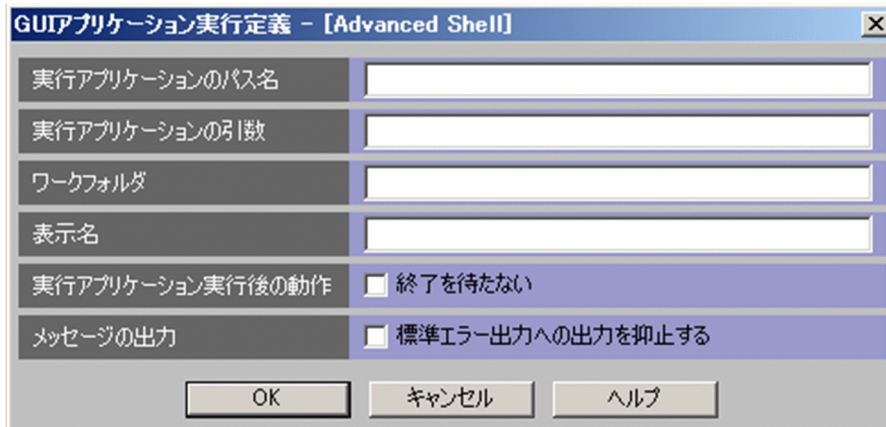 GUIアプリケーション実行定義 - [Advanced Shell]
実行アプリケーションのパス名
実行アプリケーションの引数
ワークフォルダ
表示名
実行アプリケーション実行後の動作 終了を待たない
メッセージの出力 標準エラー出力への出力を抑止する
OK キャンセル ヘルプ